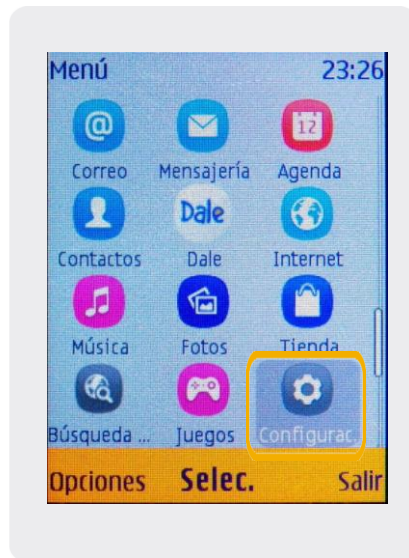 Menú 23:26
@
12
Correo Mensajería Agenda
Dale
Contactos Dale Internet
Música Fotos Tienda
Búsqueda ... Juegos Configurac.
Opciones Selec. Salir